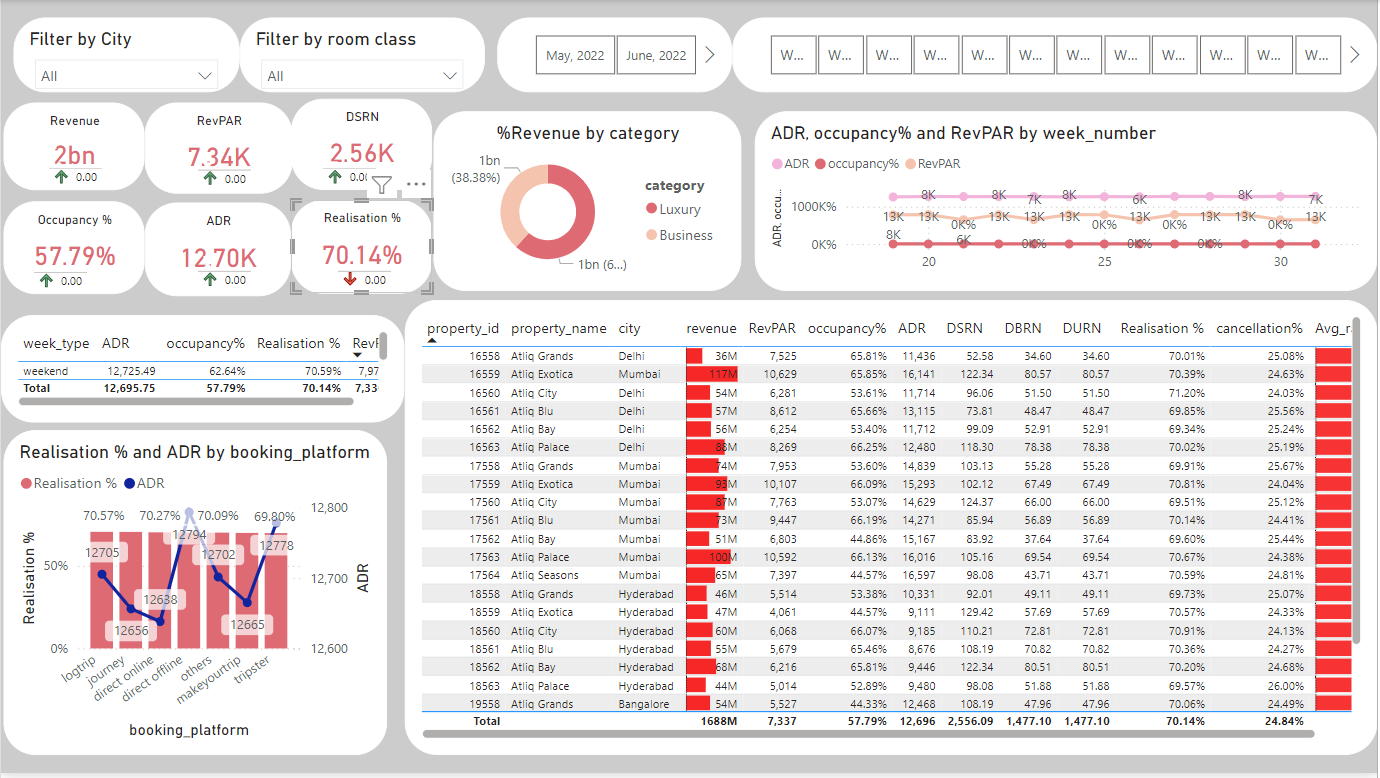 Filter by City
All
Filter by room class
All
May, 2022 June, 2022
W... W... W... W... W... W... W... W... W... W... W... W...
Revenue
2bn
0.00
RevPAR
7.34K
0.00
DSRN
2.56K
0.00
Occupancy %
57.79%
0.00
ADR
12.70K
0.00
Realisation %
70.14%
0.00
%Revenue by category
1bn
(38.38%)
1bn (6...)
category
Luxury
Business
ADR, occupancy% and RevPAR by week_number
ADR occupancy% RevPAR
ADR, occu...
1000K%
0K%
8K 8K 7K 8K 6K 8K 7K
13K 13K 13K 13K 13K 13K 13K 13K
0K% 0K% 0K% 0K%
8K 6K 0K% 0K% 0K% 0K%
20 25 30
week_type ADR occupancy% Realisation % RevP
weekend 12,725.49 62.64% 70.59% 7,97
Total 12,695.75 57.79% 70.14% 7,33
Realisation % and ADR by booking_platform
Realisation % ADR
Realisation %
50%
0%
70.57% 70.27% 70.09% 69.80%
12705 12656 12638 12794 12702 12665 12778
12,800
12,700
12,600
ADR
logtrip journey direct online direct offline others makeyourtrip tripster
booking_platform
property_id property_name city revenue RevPAR occupancy% ADR DSRN DBRN DURN Realisation % cancellation% Avg_ra
16558 Atliq Grands Delhi 36M 7,525 65.81% 11,436 52.58 34.60 34.60 70.01% 25.08%
16559 Atliq Exotica Mumbai 117M 10,629 65.85% 16,141 122.34 80.57 80.57 70.39% 24.63%
16560 Atliq City Delhi 54M 6,281 53.61% 11,714 96.06 51.50 51.50 71.20% 24.03%
16561 Atliq Blu Delhi 57M 8,612 65.66% 13,115 73.81 48.47 48.47 69.85% 25.56%
16562 Atliq Bay Delhi 56M 6,254 53.40% 11,712 99.09 52.91 52.91 69.34% 25.24%
16563 Atliq Palace Delhi 88M 8,269 66.25% 12,480 118.30 78.38 78.38 70.02% 25.19%
17558 Atliq Grands Mumbai 74M 7,953 53.60% 14,839 103.13 55.28 55.28 69.91% 25.67%
17559 Atliq Exotica Mumbai 93M 10,107 66.09% 15,293 102.12 67.49 67.49 70.81% 24.04%
17560 Atliq City Mumbai 87M 7,763 53.07% 14,629 124.37 66.00 66.00 69.51% 25.12%
17561 Atliq Blu Mumbai 73M 9,447 66.19% 14,271 85.94 56.89 56.89 70.14% 24.41%
17562 Atliq Bay Mumbai 51M 6,803 44.86% 15,167 83.92 37.64 37.64 69.60% 25.44%
17563 Atliq Palace Mumbai 100M 10,592 66.13% 16,016 105.16 69.54 69.54 70.67% 24.38%
17564 Atliq Seasons Mumbai 65M 7,397 44.57% 16,597 98.08 43.71 43.71 70.59% 24.81%
18558 Atliq Grands Hyderabad 46M 5,514 53.38% 10,331 92.01 49.11 49.11 69.73% 25.07%
18559 Atliq Exotica Hyderabad 47M 4,061 44.57% 9,111 129.42 57.69 57.69 70.57% 24.33%
18560 Atliq City Hyderabad 60M 6,068 66.07% 9,185 110.21 72.81 72.81 70.91% 24.13%
18561 Atliq Blu Hyderabad 55M 5,679 65.46% 8,676 108.19 70.82 70.82 70.36% 24.27%
18562 Atliq Bay Hyderabad 68M 6,216 65.81% 9,446 122.34 80.51 80.51 70.20% 24.68%
18563 Atliq Palace Hyderabad 44M 5,014 52.89% 9,480 98.08 51.88 51.88 69.57% 26.00%
19558 Atliq Grands Bangalore 54M 5,527 44.33% 12,468 108.19 47.96 47.96 70.06% 24.49%
Total 1688M 7,337 57.79% 12,696 2,556.09 1,477.10 1,477.10 70.14% 24.84%